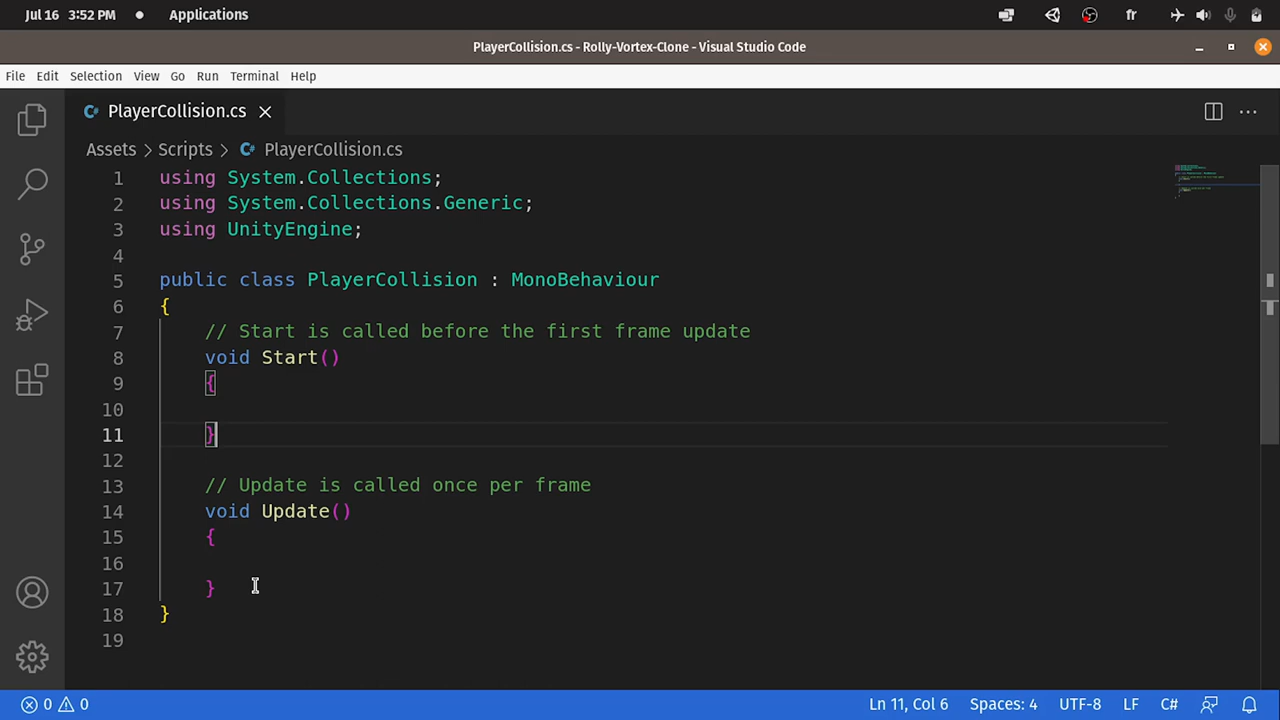 Jul 16 3:52 PM ● Applications fr
PlayerCollision.cs - Rolly-Vortex-Clone - Visual Studio Code
File Edit Selection View Go Run Terminal Help
PlayerCollision.cs
Assets > Scripts > PlayerCollision.cs
1 using System.Collections;
2 using System.Collections.Generic;
3 using UnityEngine;
4
5 public class PlayerCollision : MonoBehaviour
6 {
7 // Start is called before the first frame update
8 void Start()
9 {
10
11 }
12
13 // Update is called once per frame
14 void Update()
15 {
16
17 }
18 }
19
0 0 Ln 11, Col 6 Spaces: 4 UTF-8 LF C#